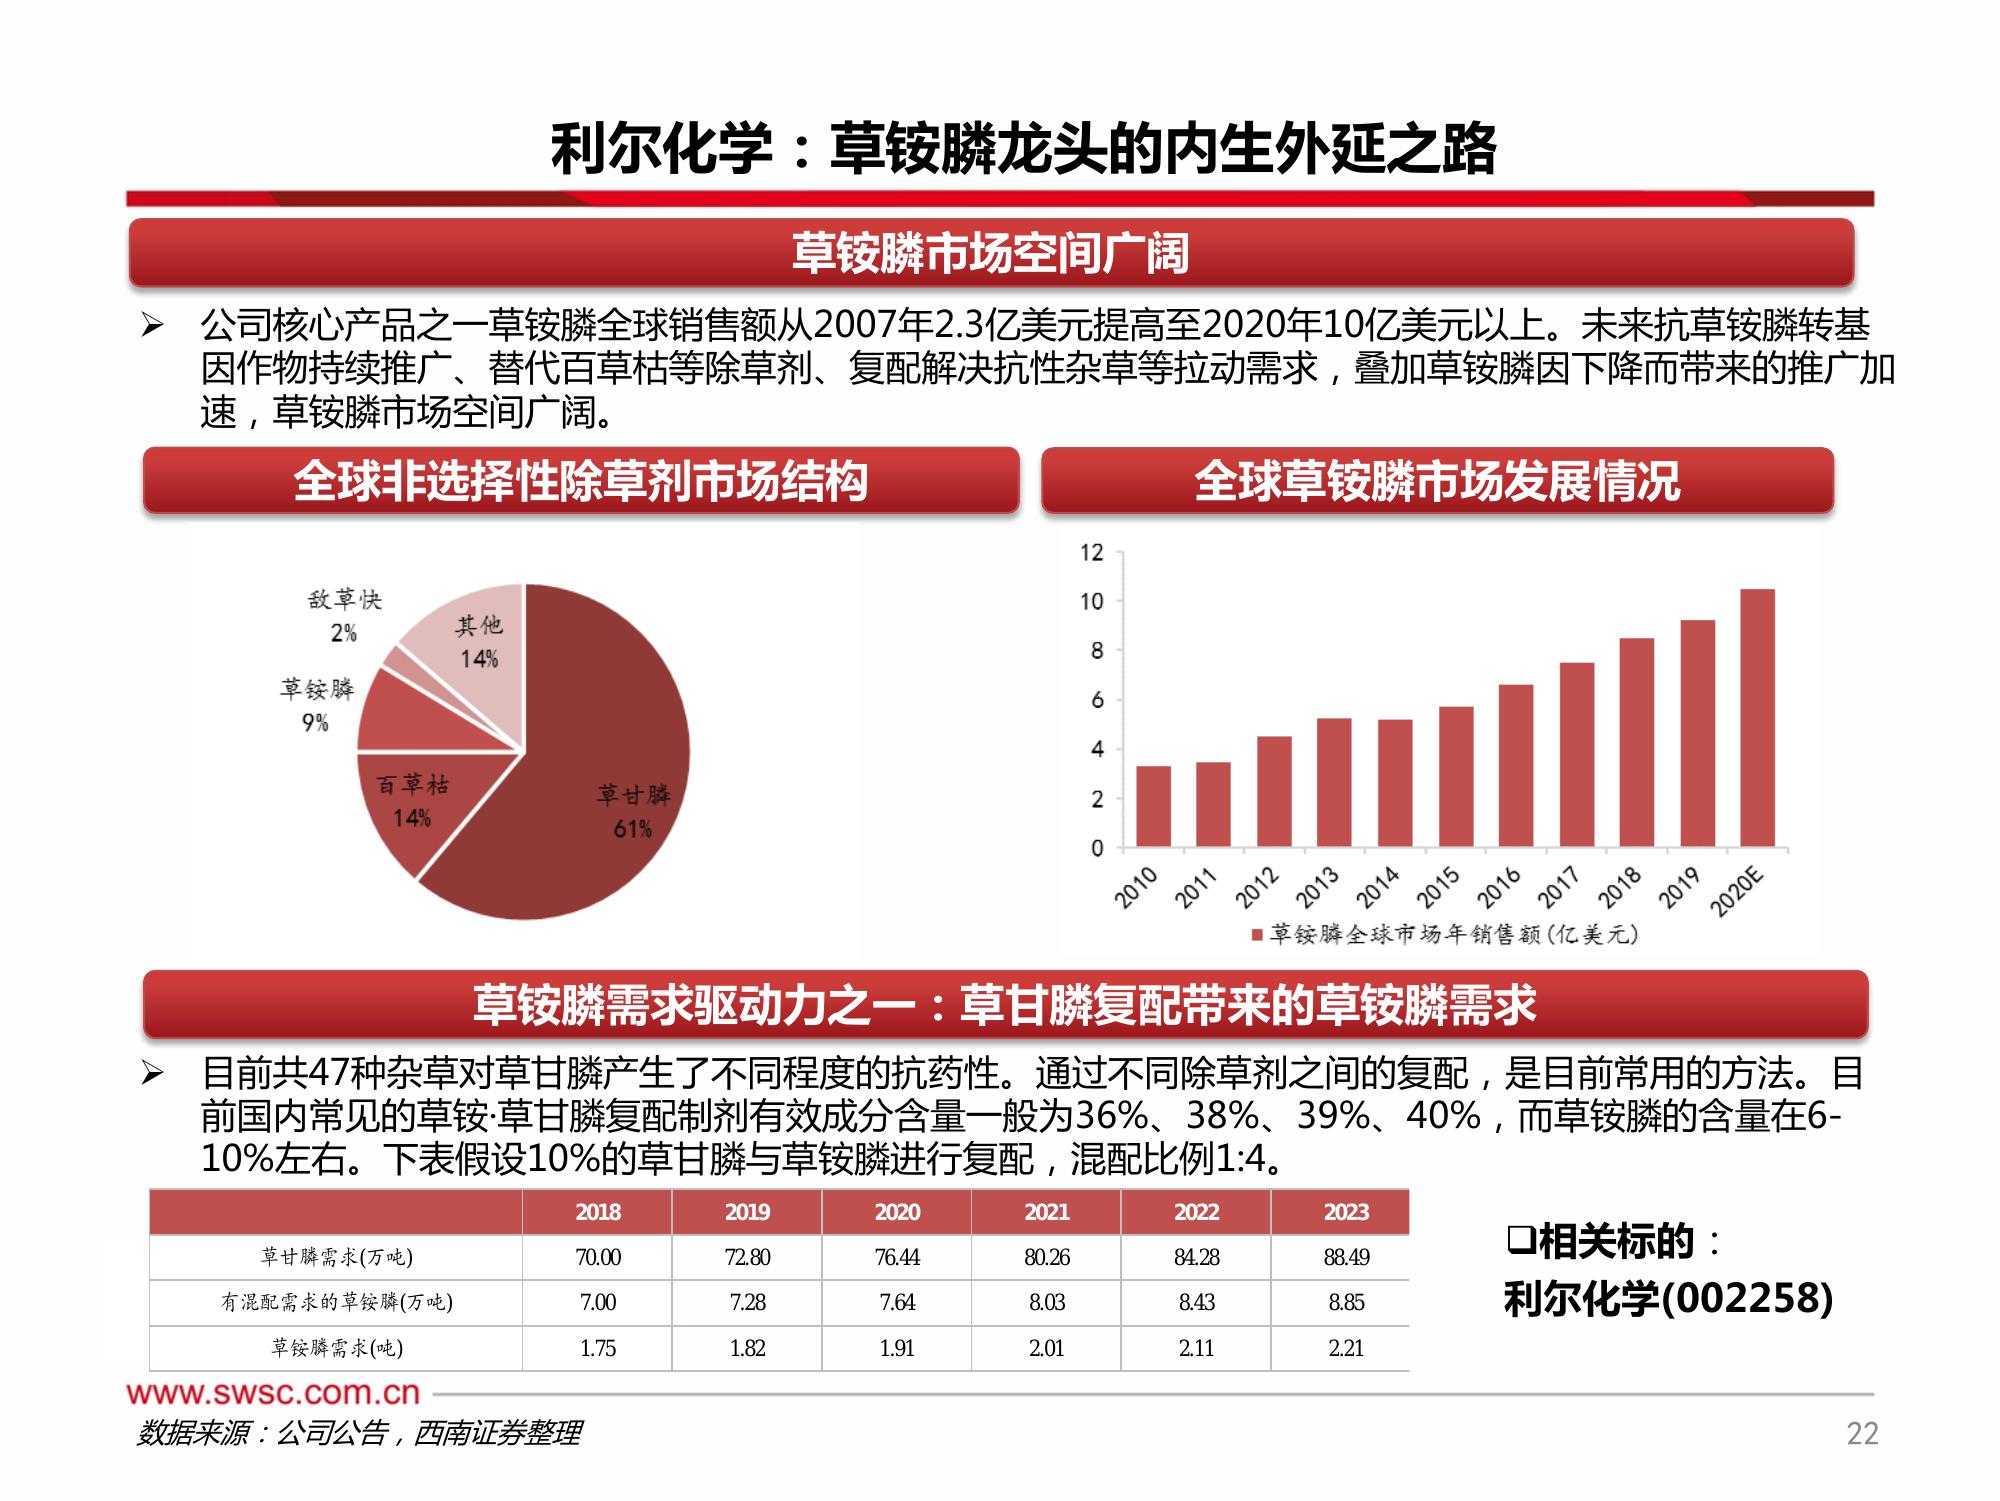 利尔化学：草铵膦龙头的内生外延之路
草铵膦市场空间广阔
➢ 公司核心产品之一草铵膦全球销售额从2007年2.3亿美元提高至2020年10亿美元以上。未来抗草铵膦转基
因作物持续推广、替代百草枯等除草剂、复配解决抗性杂草等拉动需求，叠加草铵膦因下降而带来的推广加
速，草铵膦市场空间广阔。
全球非选择性除草剂市场结构
敌草快
2%
其他
14%
草铵膦
9%
百草枯
14%
草甘膦
61%
全球草铵膦市场发展情况
12
10
8
6
4
2
0
2010 2011 2012 2013 2014 2015 2016 2017 2018 2019 2020E
■草铵膦全球市场年销售额(亿美元)
草铵膦需求驱动力之一：草甘膦复配带来的草铵膦需求
➢ 目前共47种杂草对草甘膦产生了不同程度的抗药性。通过不同除草剂之间的复配，是目前常用的方法。目
前国内常见的草铵·草甘膦复配制剂有效成分含量一般为36%、38%、39%、40%，而草铵膦的含量在6-
10%左右。下表假设10%的草甘膦与草铵膦进行复配，混配比例1:4。
2018 2019 2020 2021 2022 2023
草甘膦需求(万吨) 70.00 72.80 76.44 80.26 84.28 88.49
有混配需求的草铵膦(万吨) 7.00 7.28 7.64 8.03 8.43 8.85
草铵膦需求(吨) 1.75 1.82 1.91 2.01 2.11 2.21
❑相关标的：
利尔化学(002258)
www.swsc.com.cn
数据来源：公司公告，西南证券整理
22